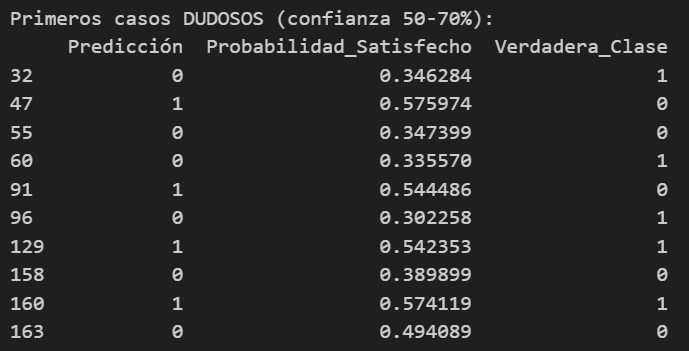 Primeros casos DUDOSOS (confianza 50-70%):
Predicción Probabilidad_Satisfecho Verdadera_Clase
32 0 0.346284 1
47 1 0.575974 0
55 0 0.347399 0
60 0 0.335570 1
91 1 0.544486 0
96 0 0.302258 1
129 1 0.542353 1
158 0 0.389899 0
160 1 0.574119 1
163 0 0.494089 0